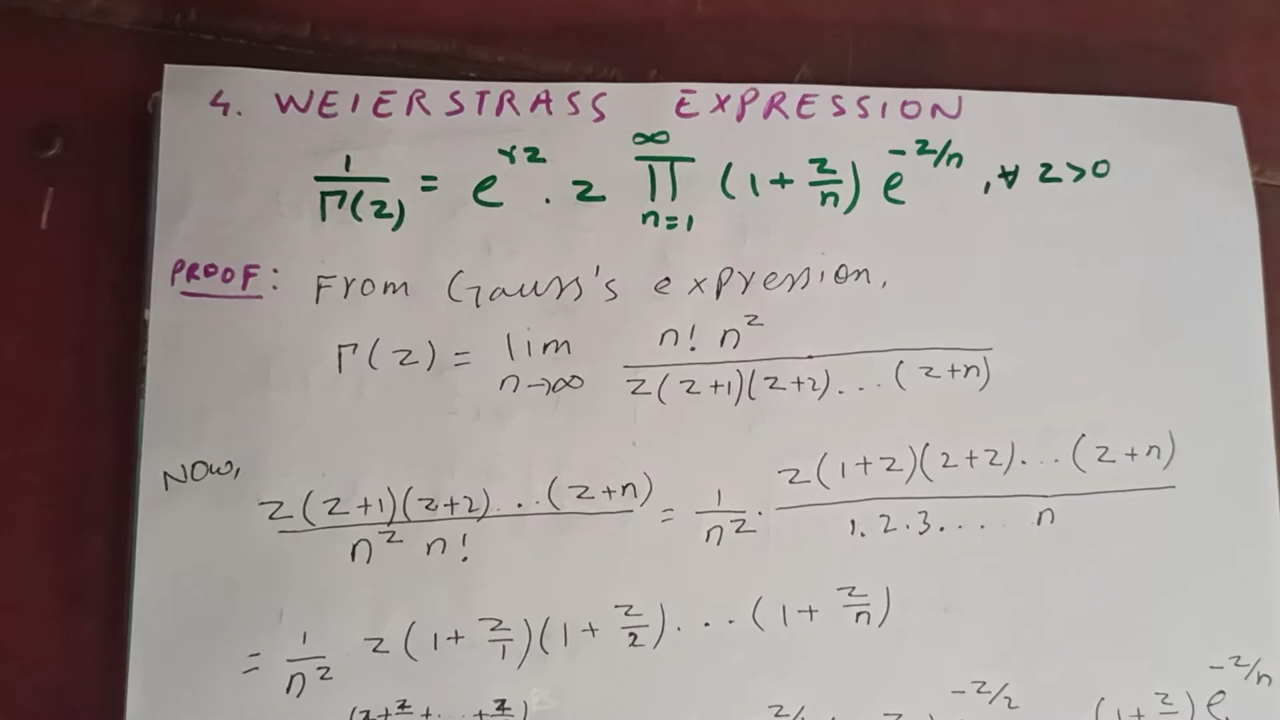 4. WEIERSTRASS EXPRESSION
1/Γ(z) = e^{γz} . z ∏_{n=1}^{∞} (1 + z/n) e^{-z/n}, ∀ z>0
PROOF: From Gauss's expression,
Γ(z) = lim_{n→∞} n! n^z / z(z+1)(z+2)...(z+n)
NOW,
z(z+1)(z+2)...(z+n) / n^z n! = 1/n^z . z(1+z)(2+z)...(z+n) / 1.2.3.... n
= 1/n^z z(1 + z/1)(1 + z/2)...(1 + z/n)